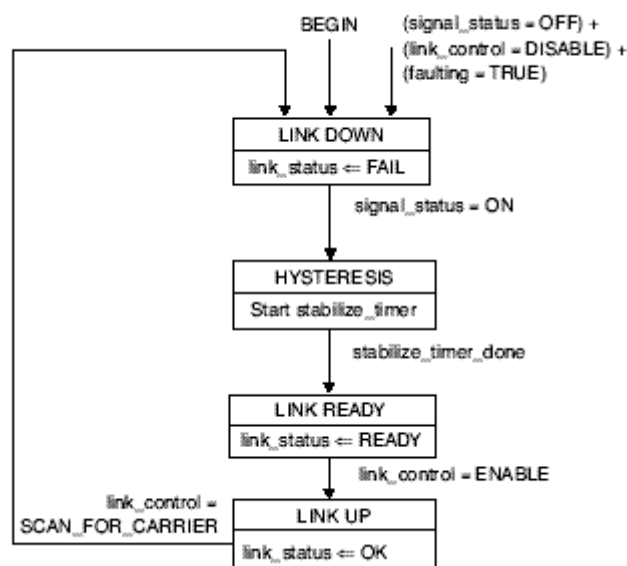 BEGIN
(signal_status = OFF) +
(link_control = DISABLE) +
(faulting = TRUE)
LINK DOWN
link_status ⇐ FAIL
signal_status = ON
HYSTERESIS
Start stabilize_timer
stabilize_timer_done
LINK READY
link_status ⇐ READY
link_control = ENABLE
link_control =
SCAN_FOR_CARRIER
LINK UP
link_status ⇐ OK